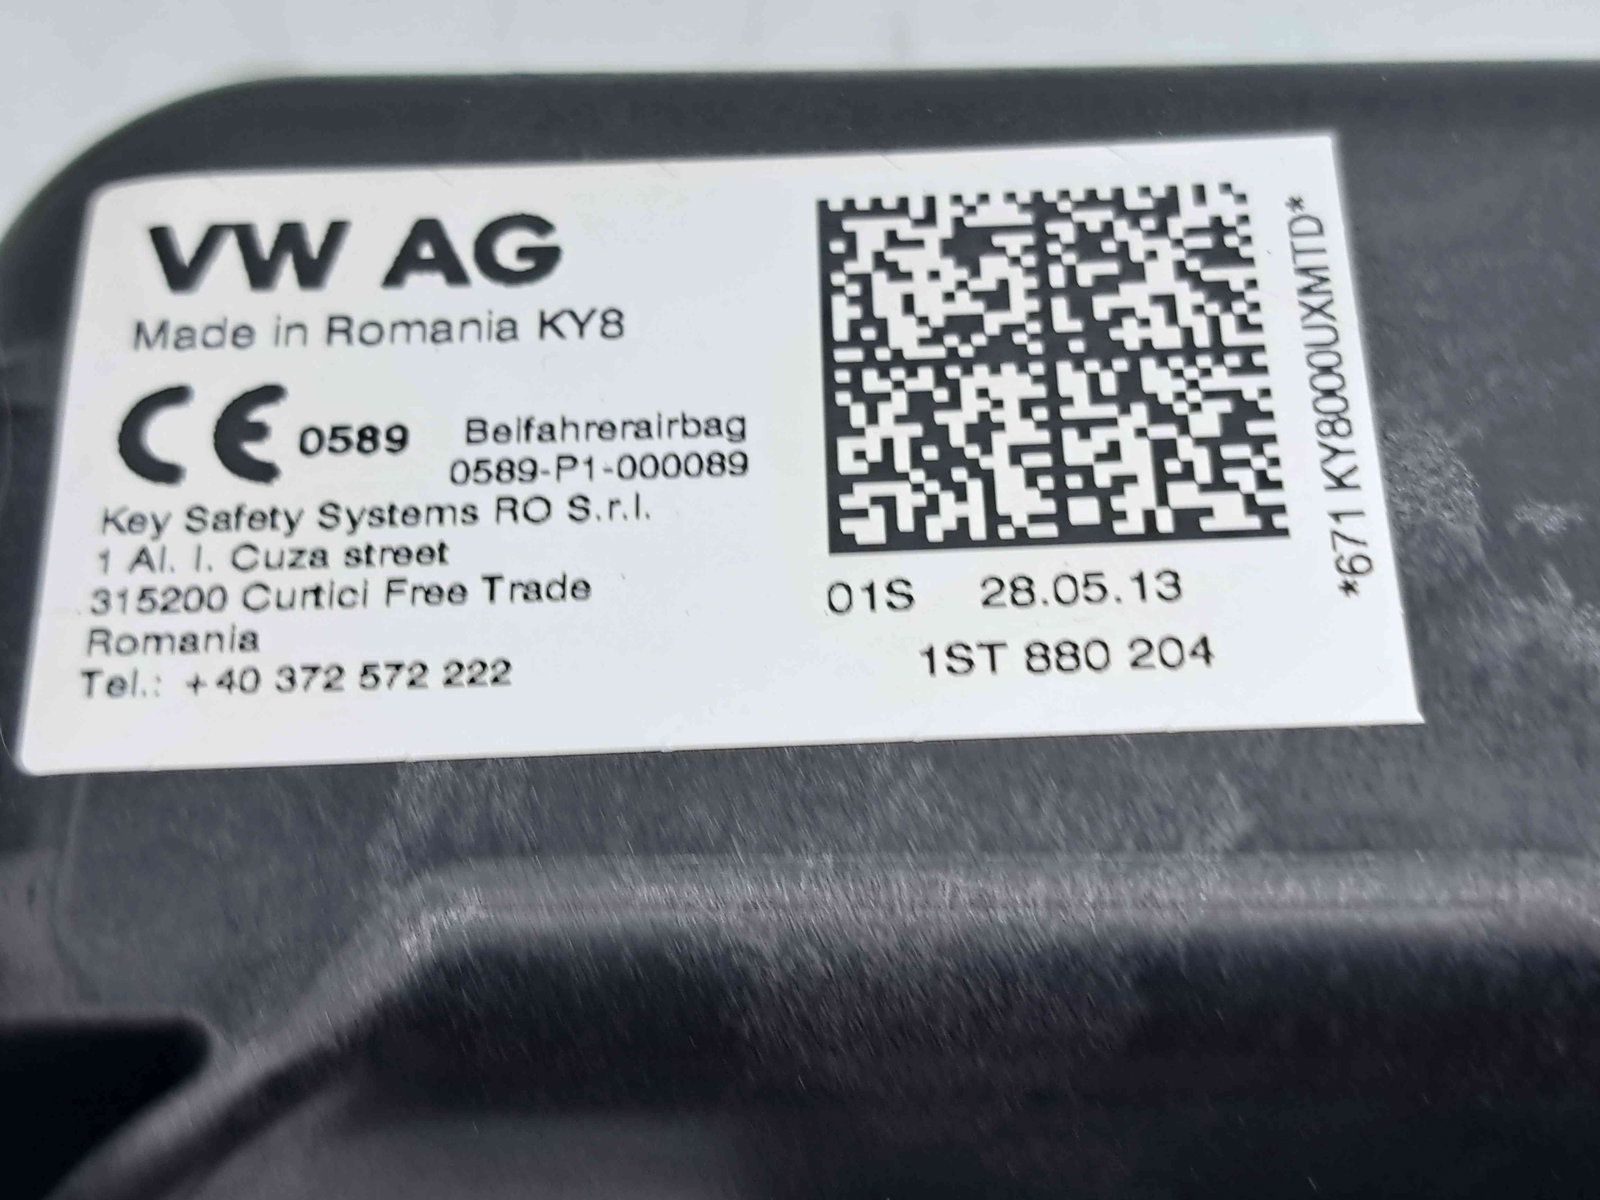 VW AG
Made in Romania KY8
CE 0589
Beifahrerairbag
0589-P1-000089
Key Safety Systems RO S.r.l.
1 Al. I. Cuza street
315200 Curtici Free Trade
Romania
Tel.: +40 372 572 222
01S 28.05.13
1ST 880 204
*671 KY8000UXMTD*